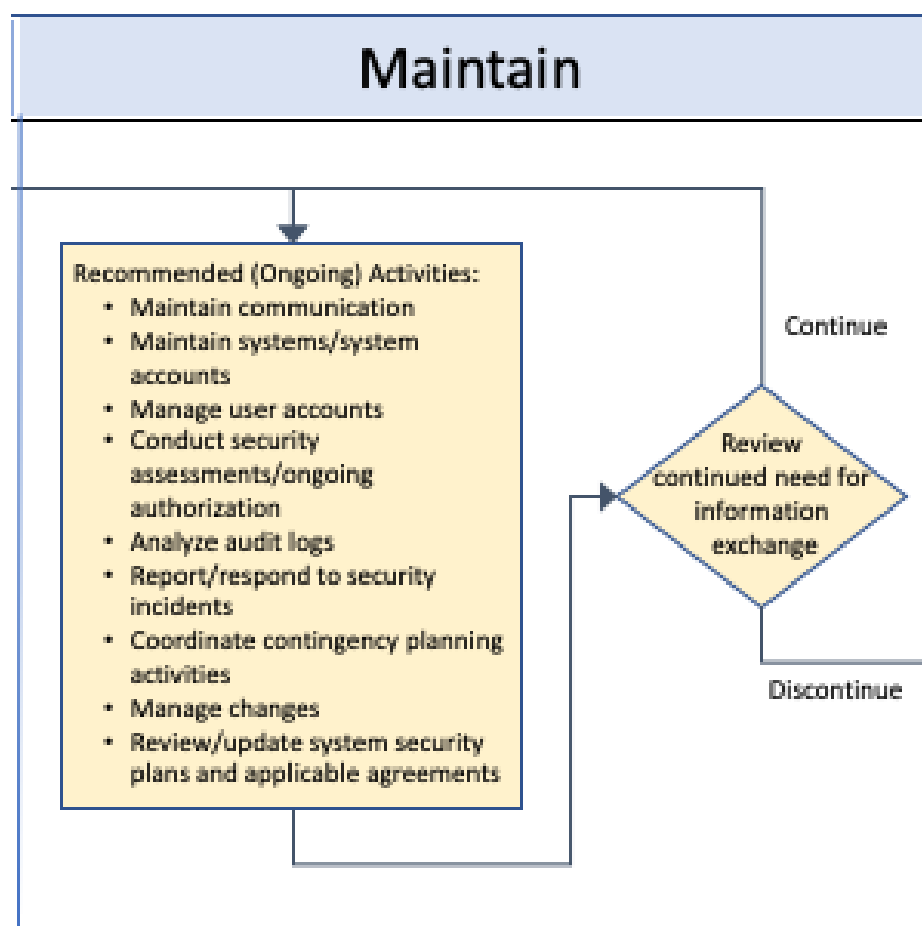 Maintain
Recommended (Ongoing) Activities:
• Maintain communication
• Maintain systems/system
accounts
• Manage user accounts
• Conduct security
assessments/ongoing
authorization
• Analyze audit logs
• Report/respond to security
incidents
• Coordinate contingency planning
activities
• Manage changes
• Review/update system security
plans and applicable agreements
Continue
Review
continued need for
information
exchange
Discontinue